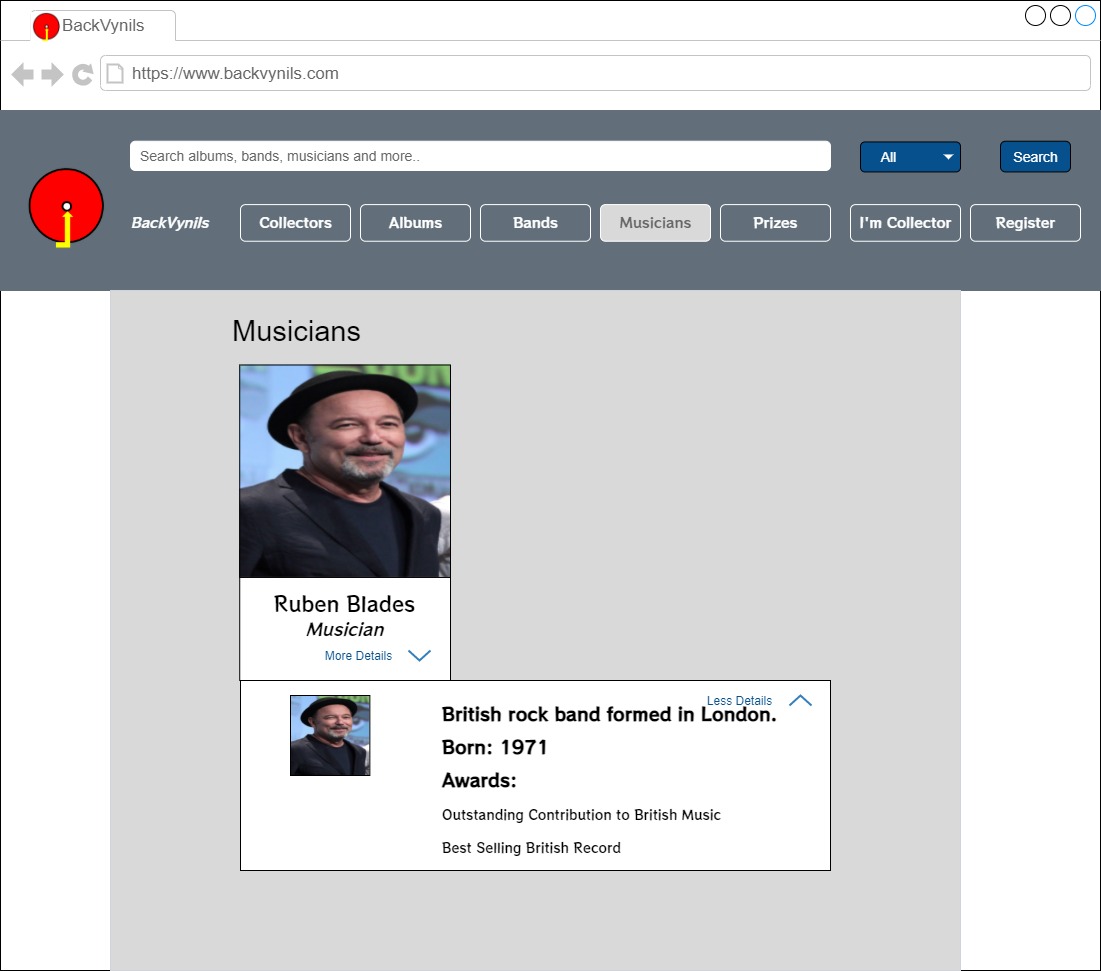 BackVynils
https://www.backvynils.com
Search albums, bands, musicians and more..
All
Search
BackVynils
Collectors
Albums
Bands
Musicians
Prizes
I'm Collector
Register
Musicians
Ruben Blades
Musician
More Details
Less Details
British rock band formed in London.
Born: 1971
Awards:
Outstanding Contribution to British Music
Best Selling British Record